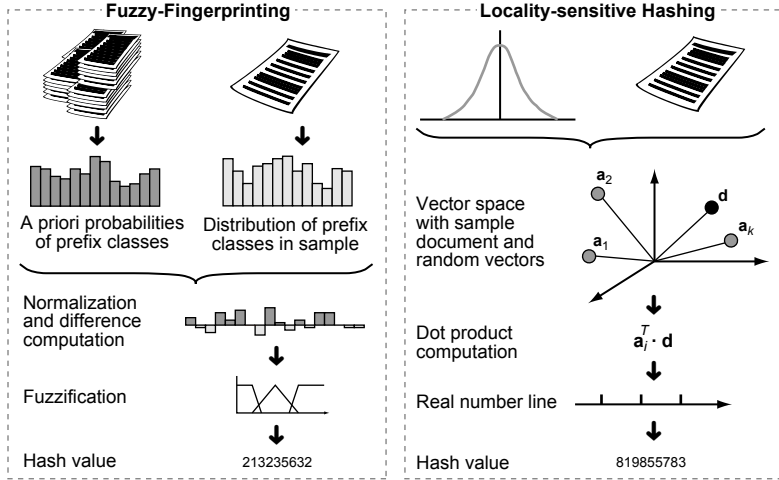 Fuzzy-Fingerprinting
A priori probabilities
of prefix classes
Distribution of prefix
classes in sample
Normalization
and difference
computation
Fuzzification
Hash value
213235632
Locality-sensitive Hashing
Vector space
with sample
document and
random vectors
a2
d
a1
ak
Dot product
computation
aiT · d
Real number line
Hash value
819855783